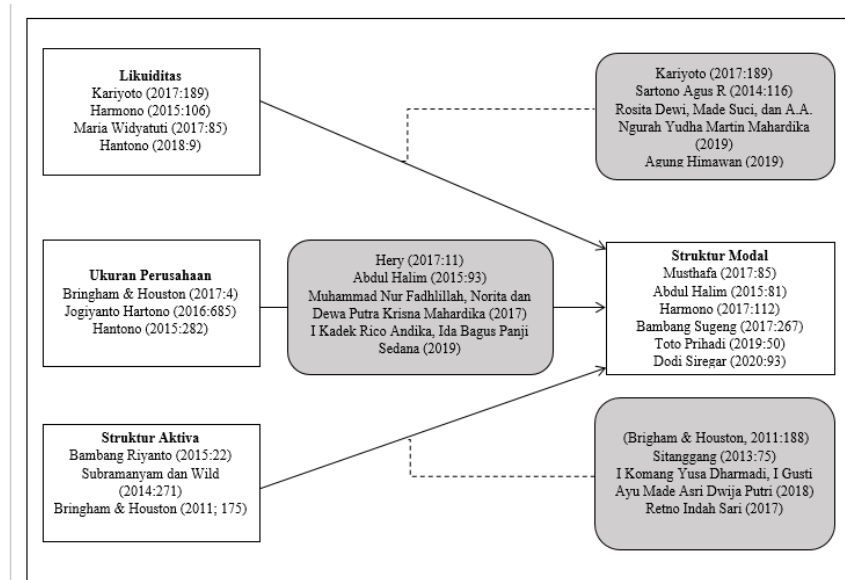 Likuiditas
Kariyoto (2017:189)
Harmono (2015:106)
Maria Widyatuti (2017:85)
Hantono (2018:9)
Kariyoto (2017:189)
Sartono Agus R (2014:116)
Rosita Dewi, Made Suci, dan A.A.
Ngurah Yudha Martin Mahardika
(2019)
Agung Himawan (2019)
Ukuran Perusahaan
Bringham & Houston (2017:4)
Jogiyanto Hartono (2016:685)
Hantono (2015:282)
Hery (2017:11)
Abdul Halim (2015:93)
Muhammad Nur Fadhlillah, Norita dan
Dewa Putra Krisna Mahardika (2017)
I Kadek Rico Andika, Ida Bagus Panji
Sedana (2019)
Struktur Modal
Musthafa (2017:85)
Abdul Halim (2015:81)
Harmono (2017:112)
Bambang Sugeng (2017:267)
Toto Prihadi (2019:50)
Dodi Siregar (2020:93)
Struktur Aktiva
Bambang Riyanto (2015:22)
Subramanyam dan Wild
(2014:271)
Bringham & Houston (2011; 175)
(Brigham & Houston, 2011:188)
Sitanggang (2013:75)
I Komang Yusa Dharmadi, I Gusti
Ayu Made Asri Dwija Putri (2018)
Retno Indah Sari (2017)